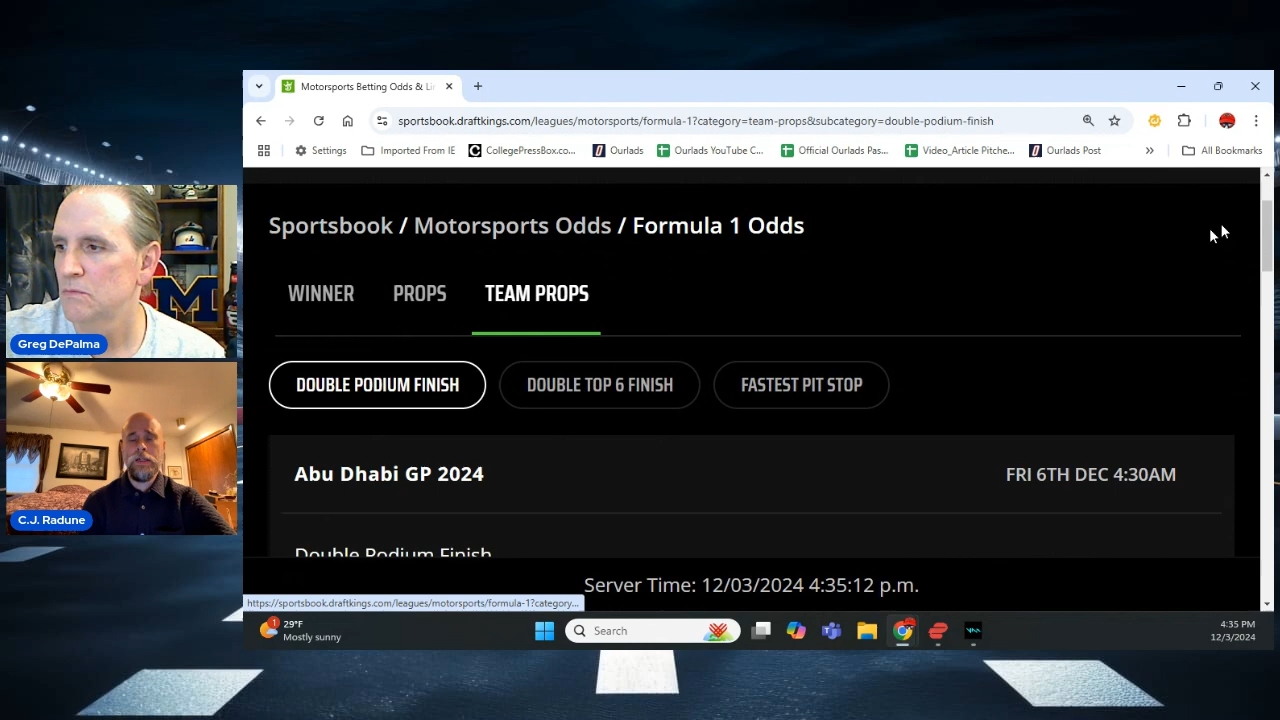 Motorsports Betting Odds & Li
sportsbook.draftkings.com/leagues/motorsports/formula-1?category=team-props&subcategory=double-podium-finish
Settings
Imported From IE
CollegePressBox.co...
Ourlads
Ourlads YouTube C...
Official Ourlads Pas...
Video_Article Pitche...
Ourlads Post
All Bookmarks
Sportsbook / Motorsports Odds / Formula 1 Odds
WINNER
PROPS
TEAM PROPS
DOUBLE PODIUM FINISH
DOUBLE TOP 6 FINISH
FASTEST PIT STOP
Abu Dhabi GP 2024
FRI 6TH DEC 4:30AM
Double Podium Finish
Server Time: 12/03/2024 4:35:12 p.m.
https://sportsbook.draftkings.com/leagues/motorsports/formula-1?category...
M
Greg DePalma
C.J. Radune
1
29°F
Mostly sunny
Search
4:35 PM
12/3/2024